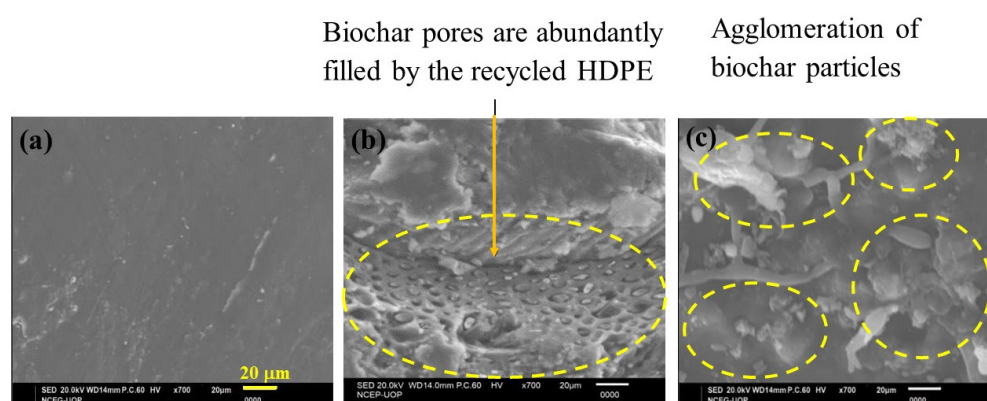 Biochar pores are abundantly
filled by the recycled HDPE
Agglomeration of
biochar particles
(a)
(b)
(c)
20 µm
SED 20.0kV WD14mm P.C.60 HV x700 20µm
0000
NCEG-UOP
SED 20.0kV WD14.0mm P.C.60 HV x700 20µm
0000
NCEP-UOP
SED 20.0kV WD14mm P.C.60 HV x700 20µm
0000
NCEG-UOP